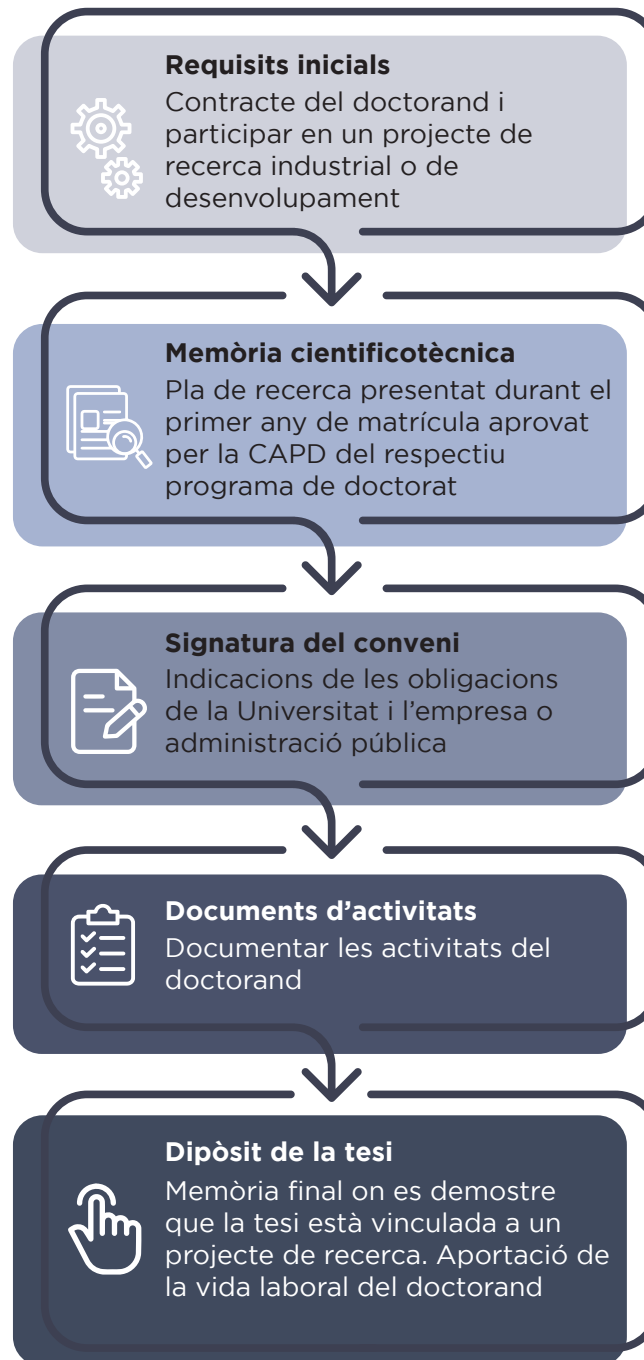 Requisits inicials
Contracte del doctorand i
participar en un projecte de
recerca industrial o de
desenvolupament
Memòria cientificotècnica
Pla de recerca presentat durant el
primer any de matrícula aprovat
per la CAPD del respectiu
programa de doctorat
Signatura del conveni
Indicacions de les obligacions
de la Universitat i l’empresa o
administració pública
Documents d’activitats
Documentar les activitats del
doctorand
Dipòsit de la tesi
Memòria final on es demostre
que la tesi està vinculada a un
projecte de recerca. Aportació de
la vida laboral del doctorand